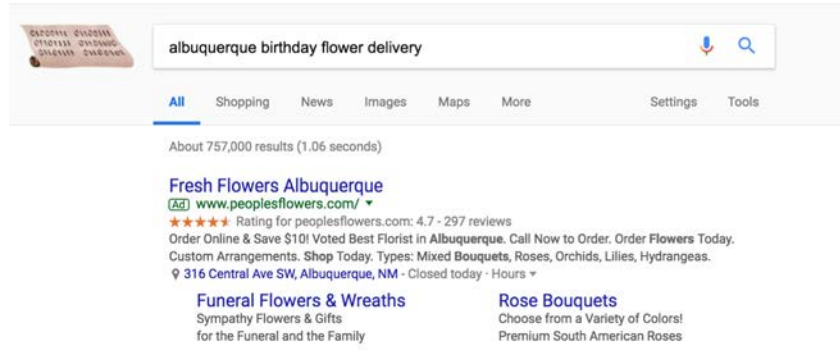 albuquerque birthday flower delivery
All Shopping News Images Maps More Settings Tools
About 757,000 results (1.06 seconds)
Fresh Flowers Albuquerque
Ad www.peoplesflowers.com/
Rating for peoplesflowers.com: 4.7 - 297 reviews
Order Online & Save $10! Voted Best Florist in Albuquerque. Call Now to Order. Order Flowers Today.
Custom Arrangements. Shop Today. Types: Mixed Bouquets, Roses, Orchids, Lilies, Hydrangeas.
316 Central Ave SW, Albuquerque, NM - Closed today · Hours
Funeral Flowers & Wreaths
Sympathy Flowers & Gifts
for the Funeral and the Family
Rose Bouquets
Choose from a Variety of Colors!
Premium South American Roses